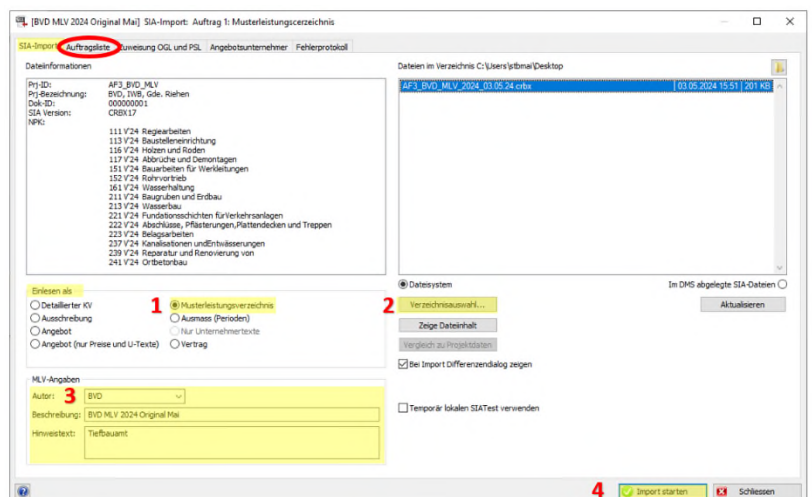 [BVD MLV 2024 Original Mai] SIA-Import: Auftrag 1: Musterleistungscerzeichnis
SIA-Import Auftragsliste Zuweisung OGL und PSL Angebotsunternehmer Fehlerprotokoll
Dateiinformationen
Prj-ID: AF3_BVD_MLV
Prj-Bezeichnung: BVD, IWB, Gde. Riehen
Dok-ID: 000000001
SIA Version: CRBX17
NPK:
111 V'24 Regiearbeiten
113 V'24 Baustelleneinrichtung
116 V'24 Holzen und Roden
117 V'24 Abbrüche und Demontagen
151 V'24 Bauarbeiten für Werkleitungen
152 V'24 Rohrvortrieb
161 V'24 Wasserhaltung
211 V'24 Baugruben und Erdbau
213 V'24 Wasserbau
221 V'24 Fundationsschichten fürVerkehrsanlagen
222 V'24 Abschlüsse, Pflästerungen,Plattendecken und Treppen
223 V'24 Belagsarbeiten
237 V'24 Kanalisationen undEntwässerungen
239 V'24 Reparatur und Renovierung von
241 V'24 Ortbetonbau
Dateien im Verzeichnis C:\Users\stbmai\Desktop
AF3_BVD_MLV_2024_03.05.24.crbx | 03.05.2024 15:51 | 201 KB
Einlesen als
Detaillierter KV
Ausschreibung
Angebot
Angebot (nur Preise und U-Texte)
1 Musterleistungsverzeichnis
Ausmass (Perioden)
Nur Unternehmertexte
Vertrag
Dateisystem
Im DMS abgelegte SIA-Dateien
2 Verzeichnisauswahl...
Aktualisieren
Zeige Dateiinhalt
Vergleich zu Projektdaten
Bei Import Differenzendialog zeigen
Temporär lokalen SIATest verwenden
MLV-Angaben
Autor: 3 BVD
Beschreibung: BVD MLV 2024 Original Mai
Hinweistext: Tiefbauamt
4 Import starten
Schliessen